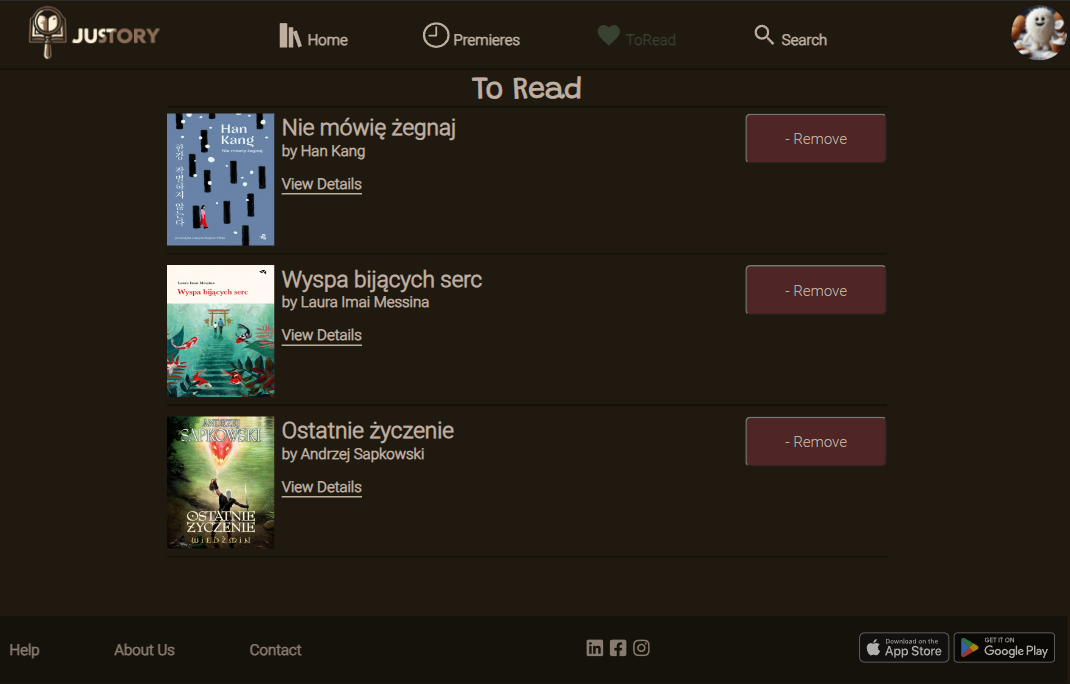 JUSTORY
Home
Premieres
ToRead
Search
To Read
Han
Kang
Nie mówię żegnaj
Nie mówię żegnaj
by Han Kang
View Details
- Remove
Laura Imai Messina
Wyspa bijących serc
Wyspa bijących serc
by Laura Imai Messina
View Details
- Remove
ANDRZEJ
SAPKOWSKI
OSTATNIE
ŻYCZENIE
WIEDŹMIN
Ostatnie życzenie
by Andrzej Sapkowski
View Details
- Remove
Help
About Us
Contact
Download on the
App Store
GET IT ON
Google Play